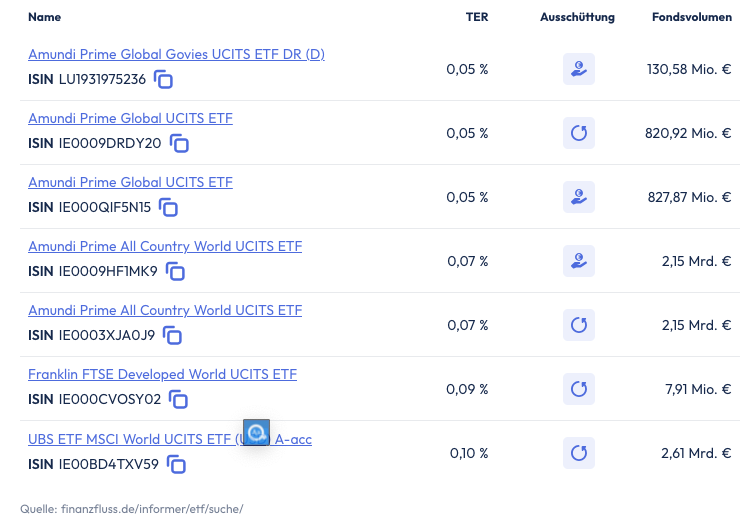 Name TER Ausschüttung Fondsvolumen
Amundi Prime Global Govies UCITS ETF DR (D)
ISIN LU1931975236 0,05 % 130,58 Mio. €
Amundi Prime Global UCITS ETF
ISIN IE0009DRDY20 0,05 % 820,92 Mio. €
Amundi Prime Global UCITS ETF
ISIN IE000QIF5N15 0,05 % 827,87 Mio. €
Amundi Prime All Country World UCITS ETF
ISIN IE0009HF1MK9 0,07 % 2,15 Mrd. €
Amundi Prime All Country World UCITS ETF
ISIN IE0003XJA0J9 0,07 % 2,15 Mrd. €
Franklin FTSE Developed World UCITS ETF
ISIN IE000CVOSY02 0,09 % 7,91 Mio. €
UBS ETF MSCI World UCITS ETF A-acc
ISIN IE00BD4TXV59 0,10 % 2,61 Mrd. €
Quelle: finanzfluss.de/informer/etf/suche/